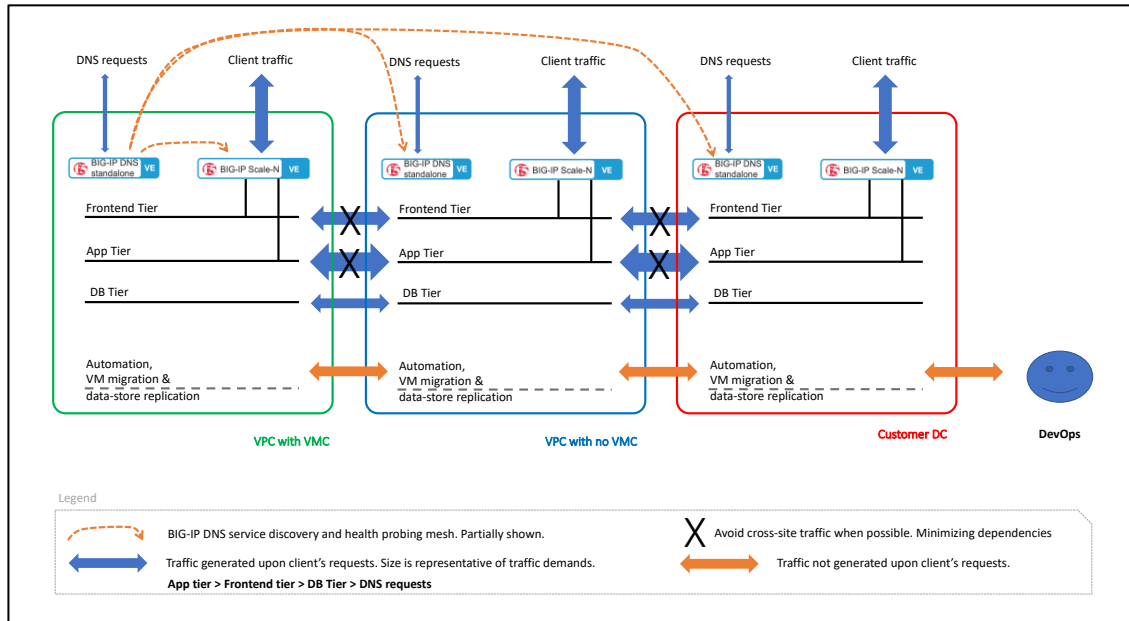 DNS requests
Client traffic
DNS requests
Client traffic
DNS requests
Client traffic
BIG-IP DNS
standalone
VE
BIG-IP Scale-N
VE
BIG-IP DNS
standalone
VE
BIG-IP Scale-N
VE
BIG-IP DNS
standalone
VE
BIG-IP Scale-N
VE
Frontend Tier
X
Frontend Tier
X
Frontend Tier
App Tier
X
App Tier
X
App Tier
DB Tier
DB Tier
DB Tier
Automation,
VM migration &
data-store replication
Automation,
VM migration &
data-store replication
Automation,
VM migration &
data-store replication
VPC with VMC
VPC with no VMC
Customer DC
DevOps
Legend
BIG-IP DNS service discovery and health probing mesh. Partially shown.
X
Avoid cross-site traffic when possible. Minimizing dependencies
Traffic generated upon client's requests. Size is representative of traffic demands.
Traffic not generated upon client's requests.
App tier > Frontend tier > DB Tier > DNS requests